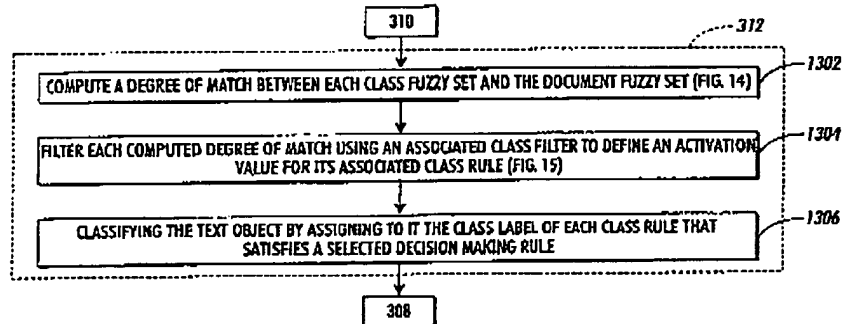 310
312
COMPUTE A DEGREE OF MATCH BETWEEN EACH CLASS FUZZY SET AND THE DOCUMENT FUZZY SET (FIG. 14)
1302
FILTER EACH COMPUTED DEGREE OF MATCH USING AN ASSOCIATED CLASS FILTER TO DEFINE AN ACTIVATION
VALUE FOR ITS ASSOCIATED CLASS RULE (FIG. 15)
1304
CLASSIFYING THE TEXT OBJECT BY ASSIGNING TO IT THE CLASS LABEL OF EACH CLASS RULE THAT
SATISFIES A SELECTED DECISION MAKING RULE
1306
308